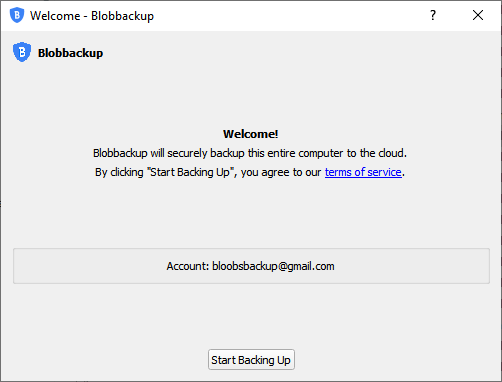 Welcome - Blobbackup
?
Blobbackup
Welcome!
Blobbackup will securely backup this entire computer to the cloud.
By clicking "Start Backing Up", you agree to our terms of service.
Account: bloobsbackup@gmail.com
Start Backing Up